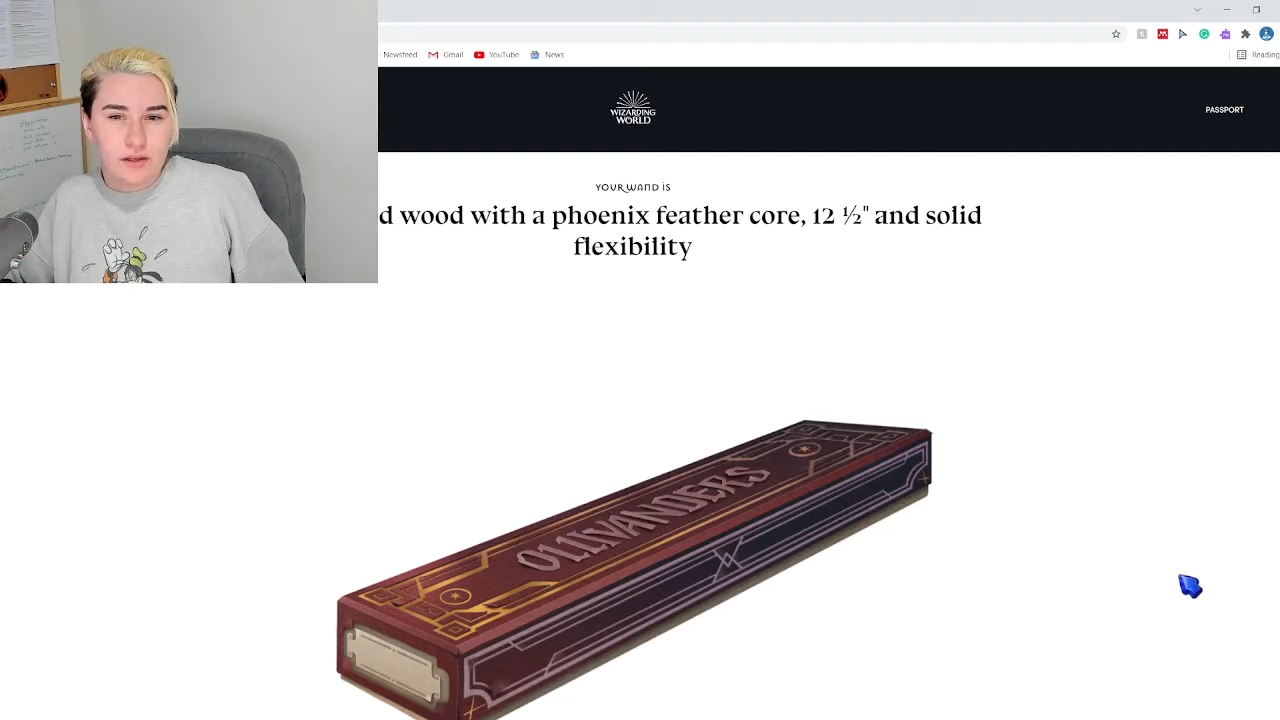 Newsfeed Gmail YouTube News Reading
WIZARDING
WORLD
PASSPORT
YOUR WAND IS
wood with a phoenix feather core, 12 ½" and solid
flexibility
OLLIVANDERS